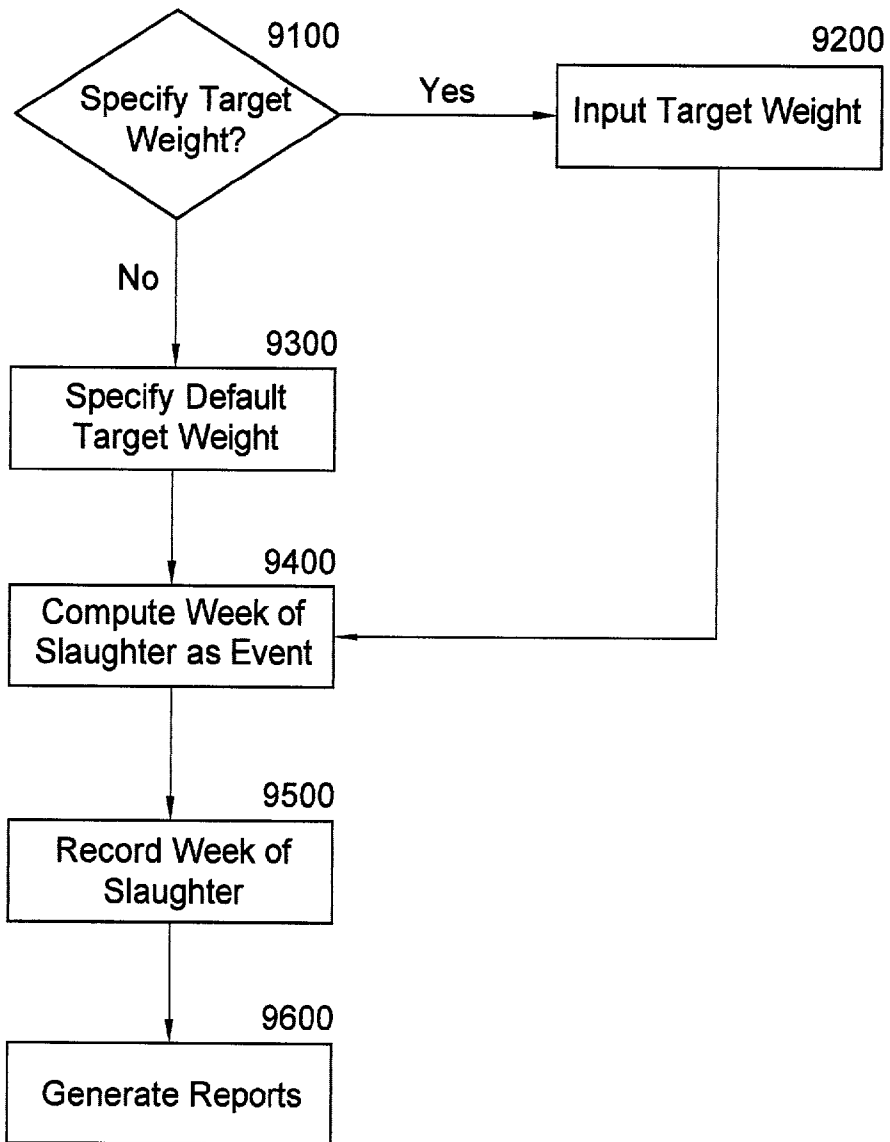 9100
Specify Target
Weight?
Yes
9200
Input Target Weight
No
9300
Specify Default
Target Weight
9400
Compute Week of
Slaughter as Event
9500
Record Week of
Slaughter
9600
Generate Reports